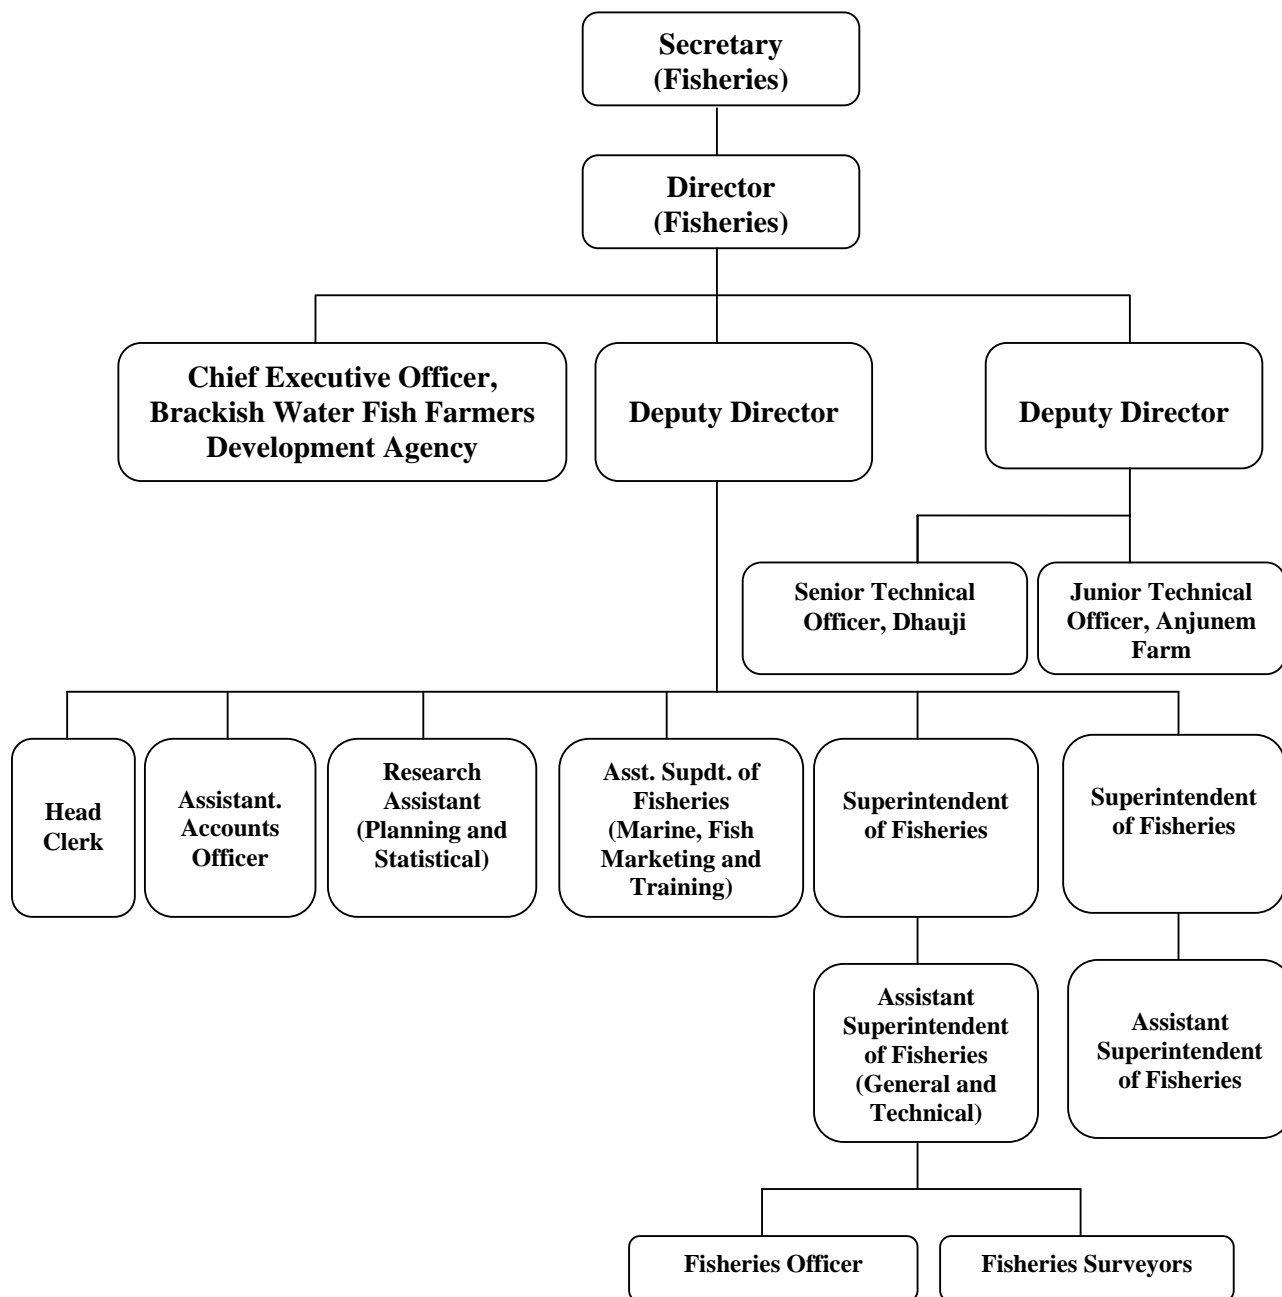 Secretary
(Fisheries)
Director
(Fisheries)
Chief Executive Officer,
Brackish Water Fish Farmers
Development Agency
Deputy Director
Deputy Director
Senior Technical
Officer, Dhauji
Junior Technical
Officer, Anjunem
Farm
Head
Clerk
Assistant.
Accounts
Officer
Research
Assistant
(Planning and
Statistical)
Asst. Supdt. of
Fisheries
(Marine, Fish
Marketing and
Training)
Superintendent
of Fisheries
Superintendent
of Fisheries
Assistant
Superintendent
of Fisheries
(General and
Technical)
Assistant
Superintendent
of Fisheries
Fisheries Officer
Fisheries Surveyors